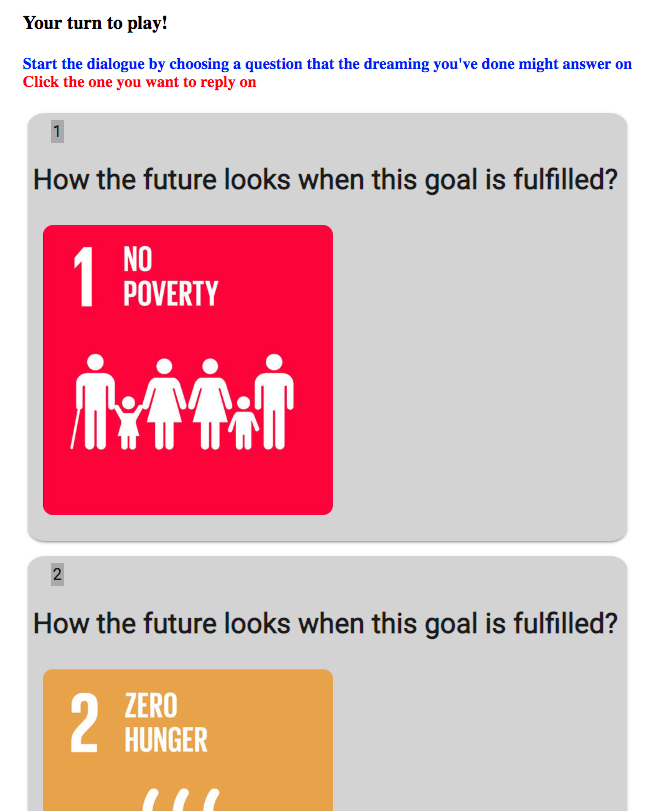 Your turn to play!
Start the dialogue by choosing a question that the dreaming you've done might answer on
Click the one you want to reply on
1
How the future looks when this goal is fulfilled?
1 NO
POVERTY
2
How the future looks when this goal is fulfilled?
2 ZERO
HUNGER